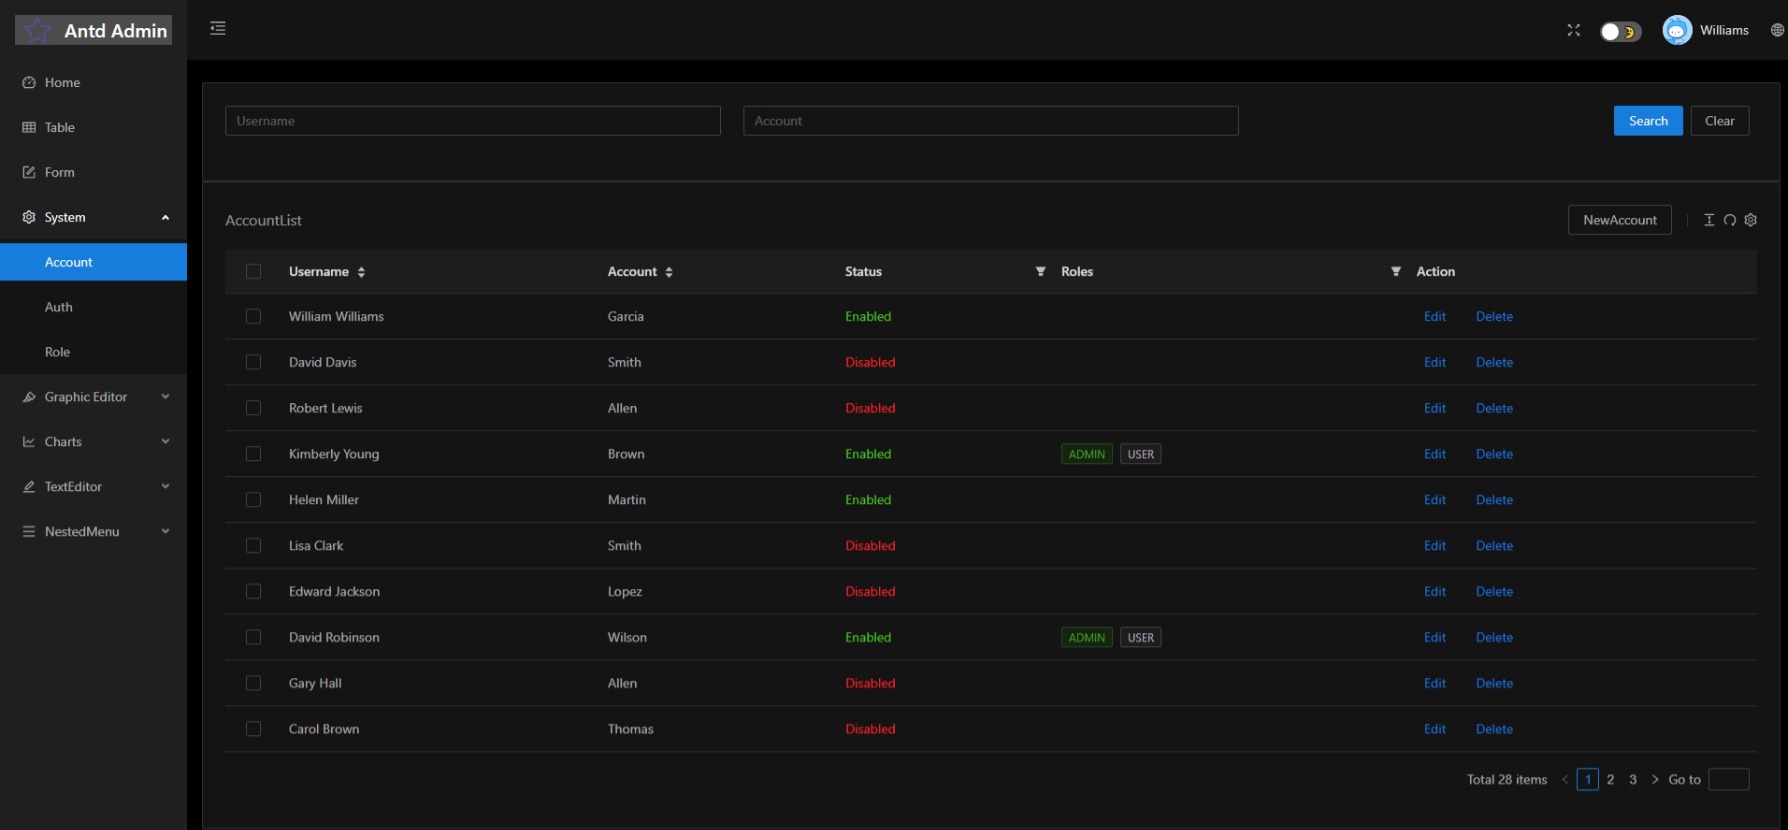 Antd Admin
Williams
Home
Table
Form
System
Account
Auth
Role
Graphic Editor
Charts
TextEditor
NestedMenu
Username Account Search Clear
AccountList NewAccount
Username Account Status Roles Action
William Williams Garcia Enabled Edit Delete
David Davis Smith Disabled Edit Delete
Robert Lewis Allen Disabled Edit Delete
Kimberly Young Brown Enabled ADMIN USER Edit Delete
Helen Miller Martin Enabled Edit Delete
Lisa Clark Smith Disabled Edit Delete
Edward Jackson Lopez Disabled Edit Delete
David Robinson Wilson Enabled ADMIN USER Edit Delete
Gary Hall Allen Disabled Edit Delete
Carol Brown Thomas Disabled Edit Delete
Total 28 items < 1 2 3 > Go to